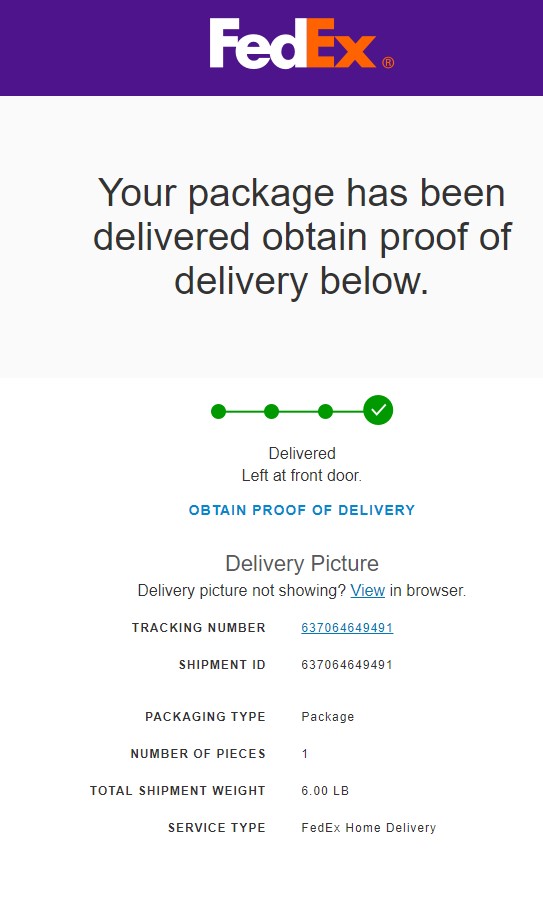 FedEx®
Your package has been
delivered obtain proof of
delivery below.
Delivered
Left at front door.
OBTAIN PROOF OF DELIVERY
Delivery Picture
Delivery picture not showing? View in browser.
TRACKING NUMBER 637064649491
SHIPMENT ID 637064649491
PACKAGING TYPE Package
NUMBER OF PIECES 1
TOTAL SHIPMENT WEIGHT 6.00 LB
SERVICE TYPE FedEx Home Delivery